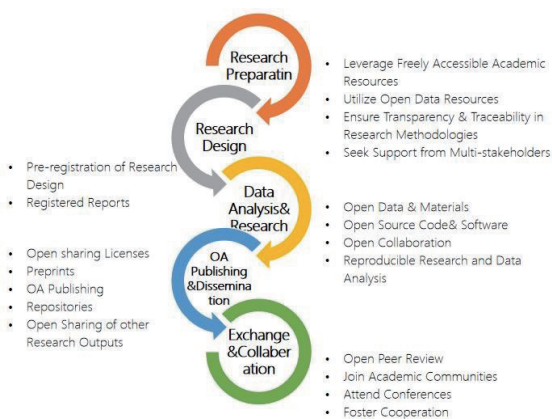 Research
Preparatin
• Leverage Freely Accessible Academic
Resources
• Utilize Open Data Resources
• Ensure Transparency & Traceability in
Research Methodologies
• Seek Support from Multi-stakeholders
Research
Design
• Pre-registration of Research
Design
• Registered Reports
Data
Analysis&
Research
• Open Data & Materials
• Open Source Code& Software
• Open Collaboration
• Reproducible Research and Data
Analysis
OA
Publishing
&Dissemina
tion
• Open sharing Licenses
• Preprints
• OA Publishing
• Repositories
• Open Sharing of other
Research Outputs
Exchange
&Collaber
ation
• Open Peer Review
• Join Academic Communities
• Attend Conferences
• Foster Cooperation